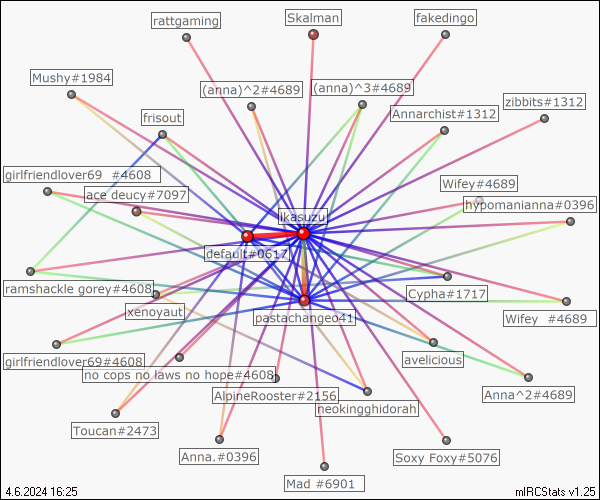 rattgaming
Skalman
fakedingo
Mushy#1984
(anna)^2#4689
(anna)^3#4689
zibbits#1312
frisout
Annarchist#1312
girlfriendlover69 #4608
Wifey#4689
ace deucy#7097
hypomanianna#0396
ikasuzu
default#0617
ramshackle gorey#4608
Cypha#1717
xenoyaut
pastachangeo41
Wifey #4689
girlfriendlover69#4608
avelicious
no cops no laws no hope#4608
AlpineRooster#2156
Anna^2#4689
neokingghidorah
Toucan#2473
Anna.#0396
Soxy Foxy#5076
Mad #6901
4.6.2024 16:25
mIRCStats v1.25